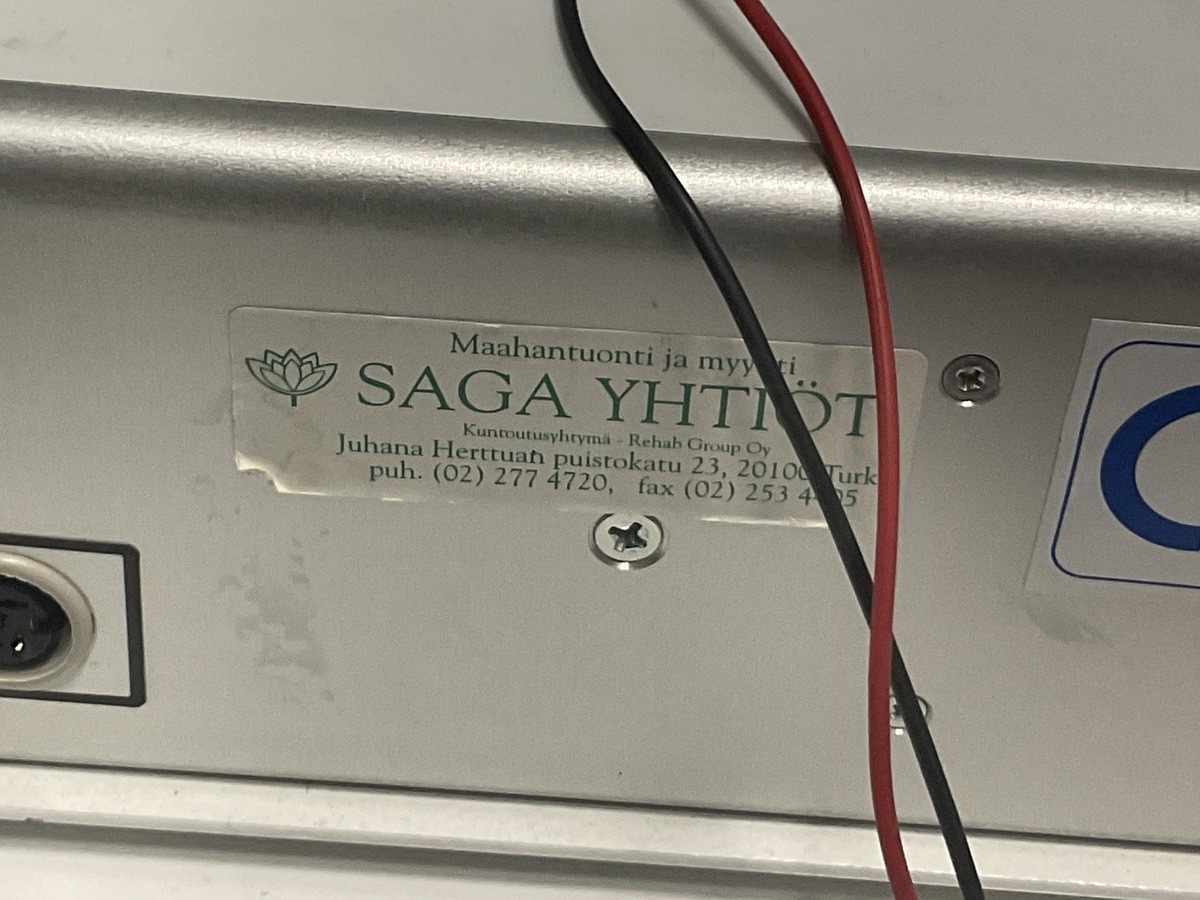 Maahantuonti ja myynti
SAGA YHTIÖT
Kuntoutusyhtymä - Rehab Group Oy
Juhana Herttuan puistokatu 23, 20100 Turk
puh. (02) 277 4720, fax (02) 253